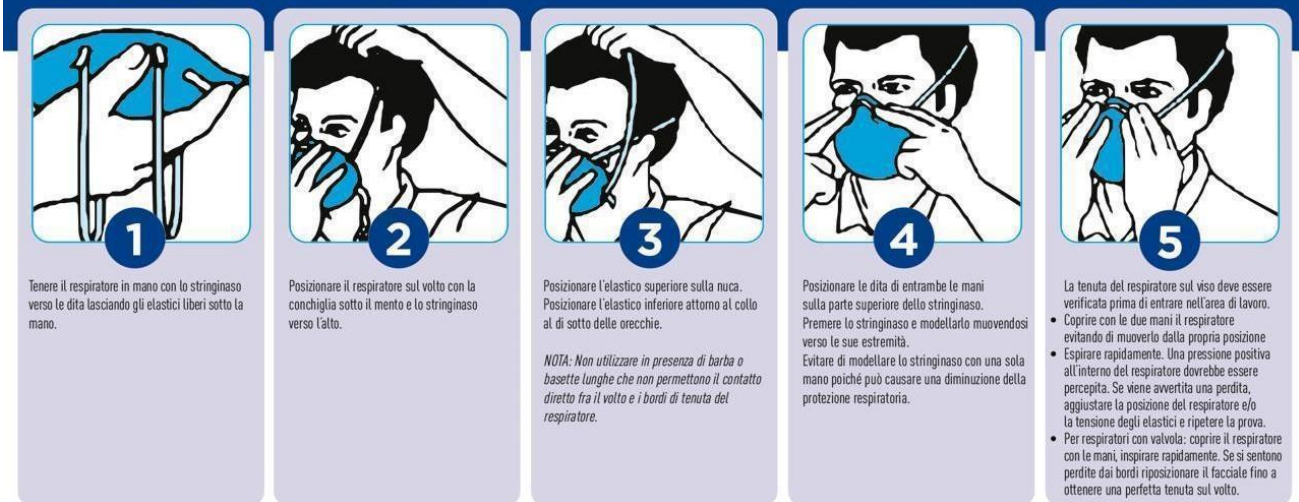 1
Tenere il respiratore in mano con lo stringinaso
verso le dita lasciando gli elastici liberi sotto la
mano.
2
Posizionare il respiratore sul volto con la
conchiglia sotto il mento e lo stringinaso
verso l'alto.
3
Posizionare l'elastico superiore sulla nuca.
Posizionare l'elastico inferiore attorno al collo
al di sotto delle orecchie.
NOTA: Non utilizzare in presenza di barba o
basette lunghe che non permettono il contatto
diretto fra il volto e i bordi di tenuta del
respiratore.
4
Posizionare le dita di entrambe le mani
sulla parte superiore dello stringinaso.
Premere lo stringinaso e modellarlo muovendosi
verso le sue estremità.
Evitare di modellare lo stringinaso con una sola
mano poiché può causare una diminuzione della
protezione respiratoria.
5
La tenuta del respiratore sul viso deve essere
verificata prima di entrare nell'area di lavoro.
• Coprire con le due mani il respiratore
evitando di muoverlo dalla propria posizione
• Espirare rapidamente. Una pressione positiva
all'interno del respiratore dovrebbe essere
percepita. Se viene avvertita una perdita,
aggiustare la posizione del respiratore e/o
la tensione degli elastici e ripetere la prova.
• Per respiratori con valvola: coprire il respiratore
con le mani, inspirare rapidamente. Se si sentono
perdite dai bordi riposizionare il facciale fino a
ottenere una perfetta tenuta sul volto.